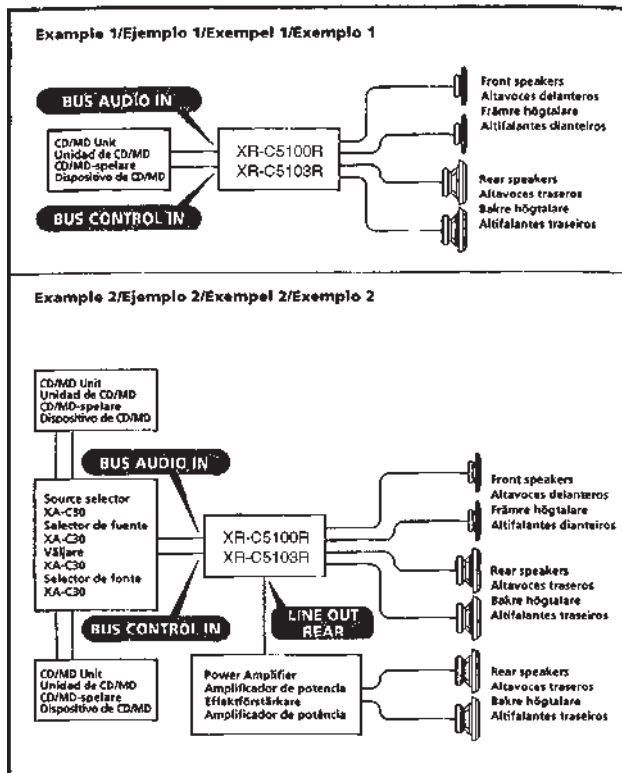 Example 1/Ejemplo 1/Exempel 1/Exemplo 1
BUS AUDIO IN
CD/MD Unit
Unidad de CD/MD
CD/MD-spelare
Dispositivo de CD/MD
BUS CONTROL IN
XR-C5100R
XR-C5103R
Front speakers
Altavoces delanteros
Främre högtalare
Altifalantes dianteiros
Rear speakers
Altavoces traseros
Bakre högtalare
Altifalantes traseiros
Example 2/Ejemplo 2/Exempel 2/Exemplo 2
CD/MD Unit
Unidad de CD/MD
CD/MD-spelare
Dispositivo de CD/MD
BUS AUDIO IN
Source selector
XA-C30
Selector de fuente
XA-C30
Väljare
XA-C30
Selector de fonte
XA-C30
BUS CONTROL IN
XR-C5100R
XR-C5103R
LINE OUT
REAR
Front speakers
Altavoces delanteros
Främre högtalare
Altifalantes dianteiros
Rear speakers
Altavoces traseros
Bakre högtalare
Altifalantes traseiros
CD/MD Unit
Unidad de CD/MD
CD/MD-spelare
Dispositivo de CD/MD
Power Amplifier
Amplificador de potencia
Effektförstärkare
Amplificador de potência
Rear speakers
Altavoces traseros
Bakre högtalare
Altifalantes traseiros